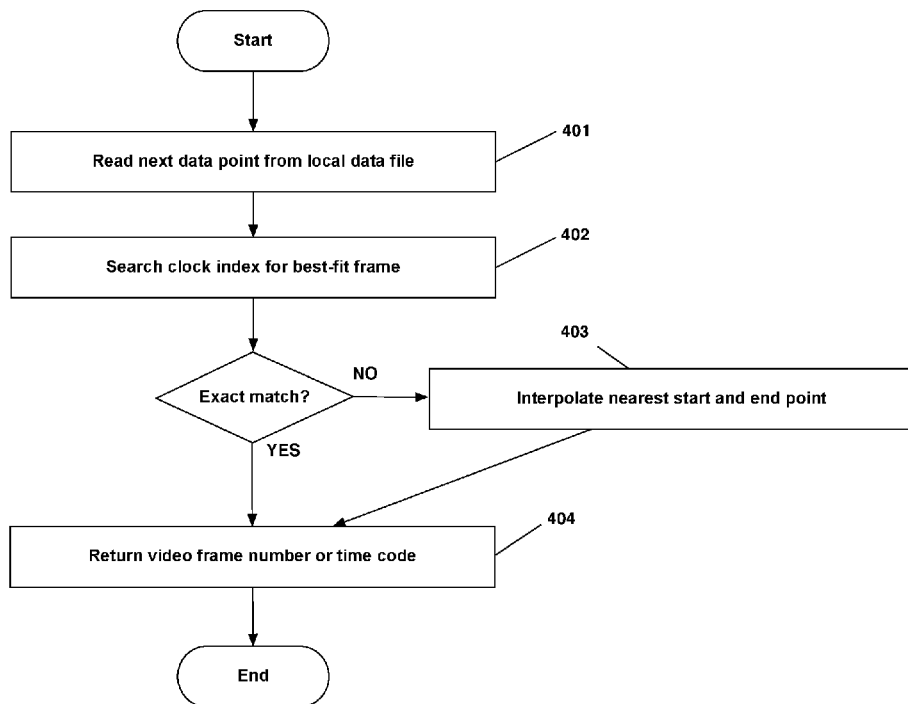 Start
401
Read next data point from local data file
402
Search clock index for best-fit frame
403
Exact match?
NO
Interpolate nearest start and end point
YES
404
Return video frame number or time code
End